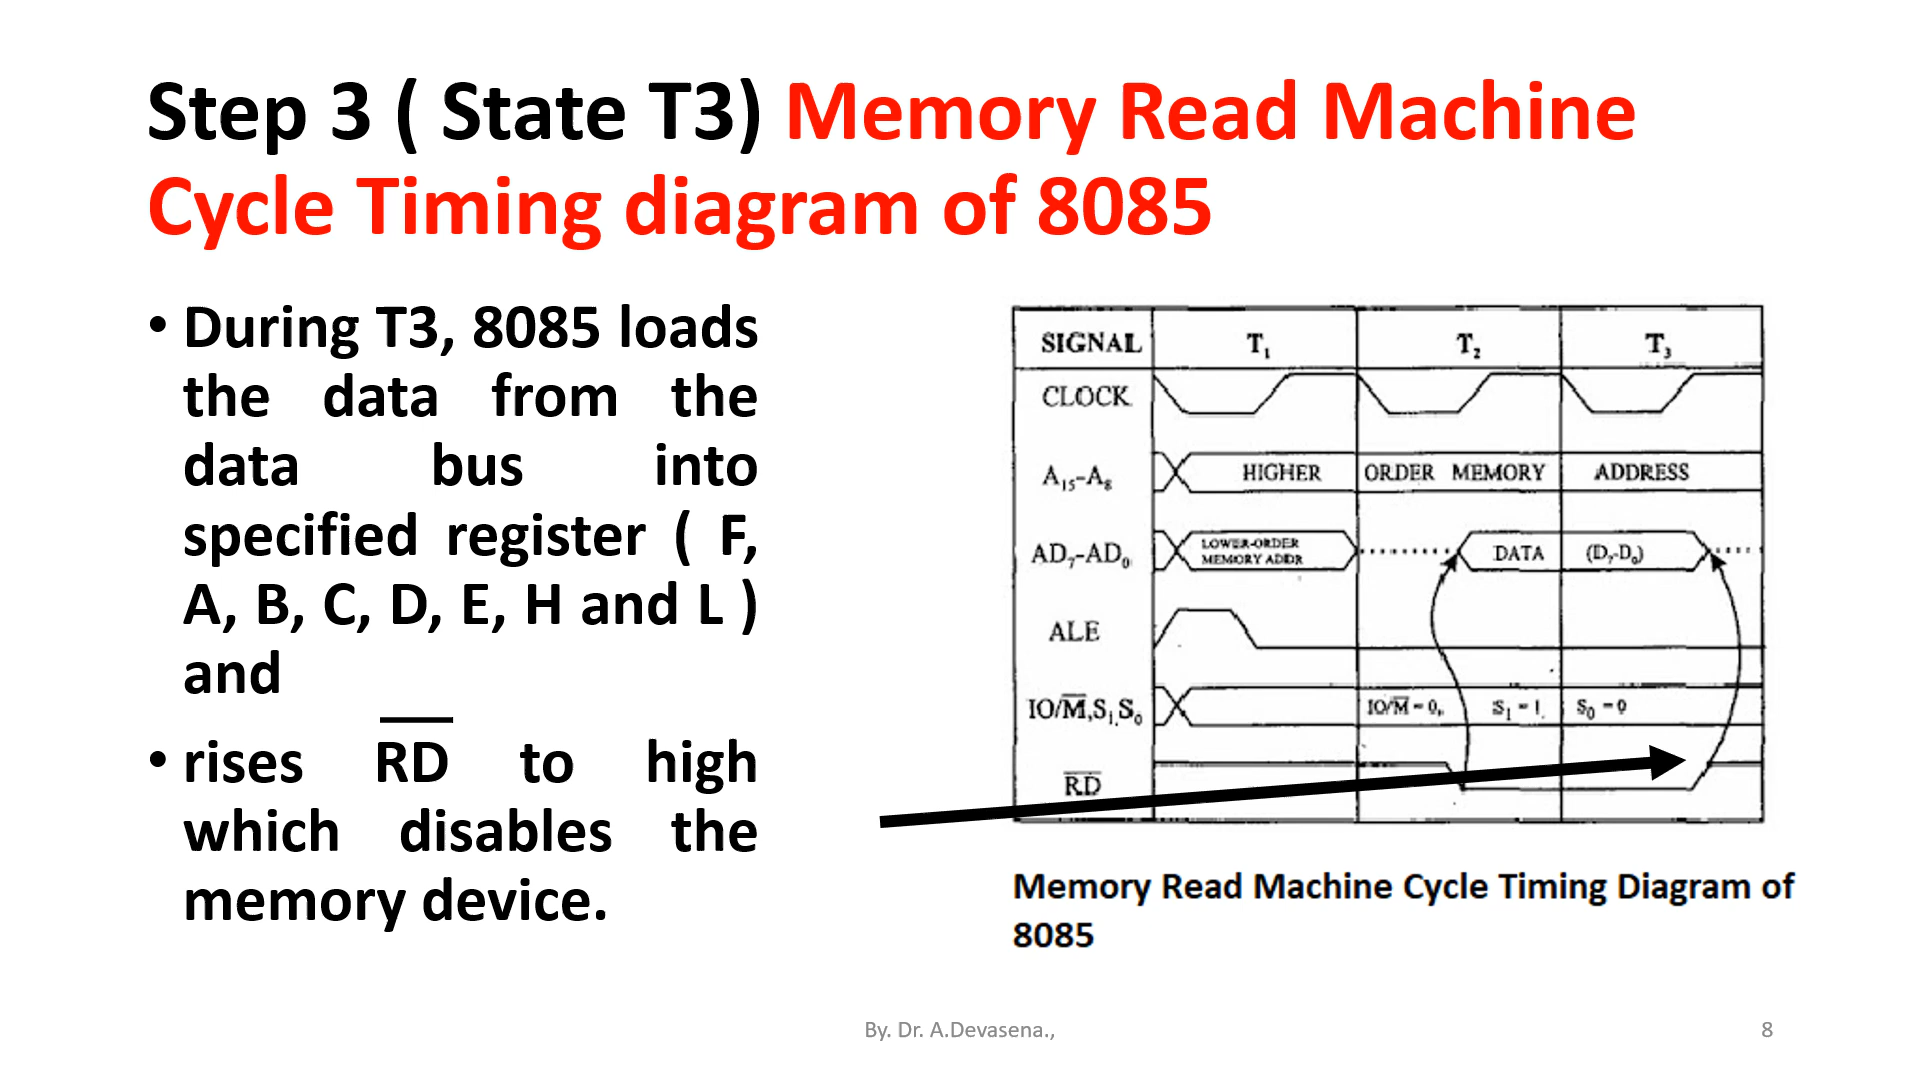 Step 3 ( State T3) Memory Read Machine
Cycle Timing diagram of 8085
• During T3, 8085 loads
the data from the
data bus into
specified register ( F,
A, B, C, D, E, H and L )
and
• rises R̅D̅ to high
which disables the
memory device.
SIGNAL T₁ T₂ T₃
CLOCK
A₁₅-A₈ HIGHER ORDER MEMORY ADDRESS
AD₇-AD₀ LOWER-ORDER
MEMORY ADDR DATA (D₇-D₀)
ALE
IO/M̅,S₁,S₀ IO/M̅ = 0, S₁ = 1, S₀ = 0
R̅D̅
Memory Read Machine Cycle Timing Diagram of
8085
By. Dr. A.Devasena.,
8